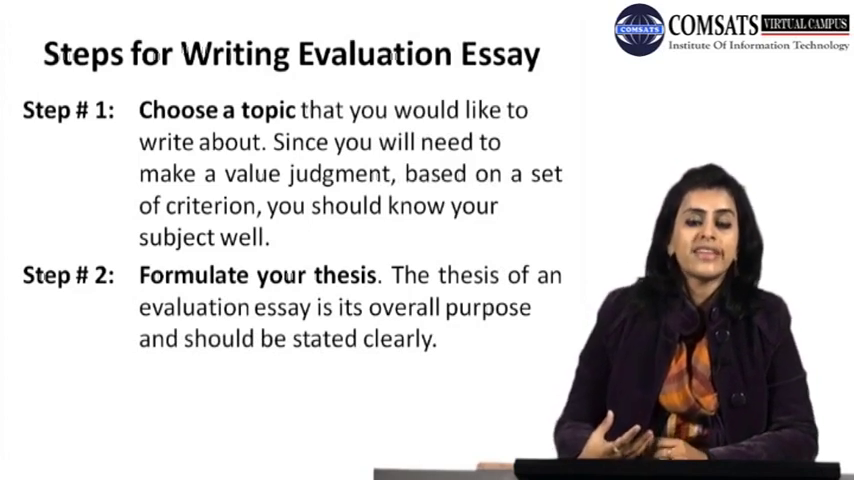 COMSATS VIRTUAL CAMPUS
COMSATS
Institute Of Information Technology
Steps for Writing Evaluation Essay
Step # 1: Choose a topic that you would like to
write about. Since you will need to
make a value judgment, based on a set
of criterion, you should know your
subject well.
Step # 2: Formulate your thesis. The thesis of an
evaluation essay is its overall purpose
and should be stated clearly.